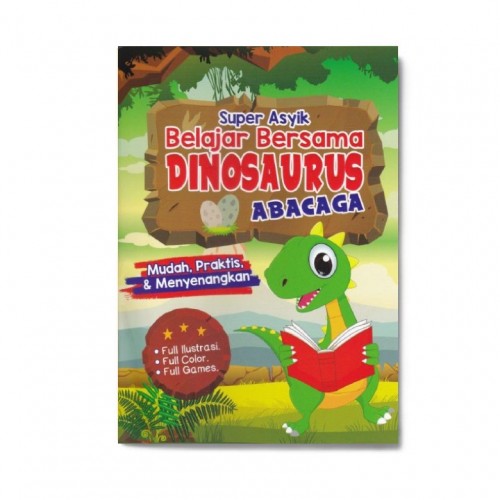 Super Asyik
Belajar Bersama
DINOSAURUS
ABACAGA
Mudah, Praktis,
& Menyenangkan
• Full Ilustrasi.
• Full Color.
• Full Games.